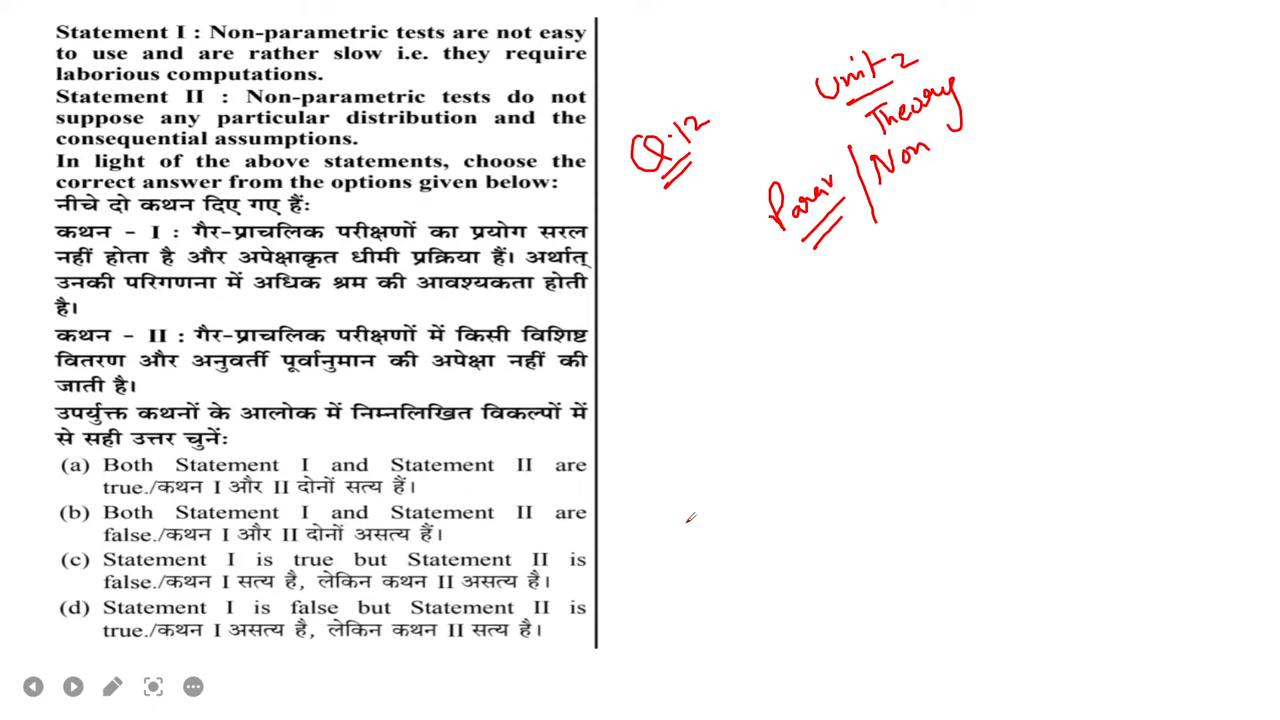 Statement I : Non-parametric tests are not easy
to use and are rather slow i.e. they require
laborious computations.
Statement II : Non-parametric tests do not
suppose any particular distribution and the
consequential assumptions.
In light of the above statements, choose the
correct answer from the options given below:
नीचे दो कथन दिए गए हैं:
कथन - I : गैर-प्राचलिक परीक्षणों का प्रयोग सरल
नहीं होता है और अपेक्षाकृत धीमी प्रक्रिया हैं। अर्थात्
उनकी परिगणना में अधिक श्रम की आवश्यकता होती
है।
कथन - II : गैर-प्राचलिक परीक्षणों में किसी विशिष्ट
वितरण और अनुवर्ती पूर्वानुमान की अपेक्षा नहीं की
जाती है।
उपर्युक्त कथनों के आलोक में निम्नलिखित विकल्पों में
से सही उत्तर चुनें:
(a) Both Statement I and Statement II are
true./कथन I और II दोनों सत्य हैं।
(b) Both Statement I and Statement II are
false./कथन I और II दोनों असत्य हैं।
(c) Statement I is true but Statement II is
false./कथन I सत्य है, लेकिन कथन II असत्य है।
(d) Statement I is false but Statement II is
true./कथन I असत्य है, लेकिन कथन II सत्य है।
Q.12
Unit 2
Theory
Para / Non